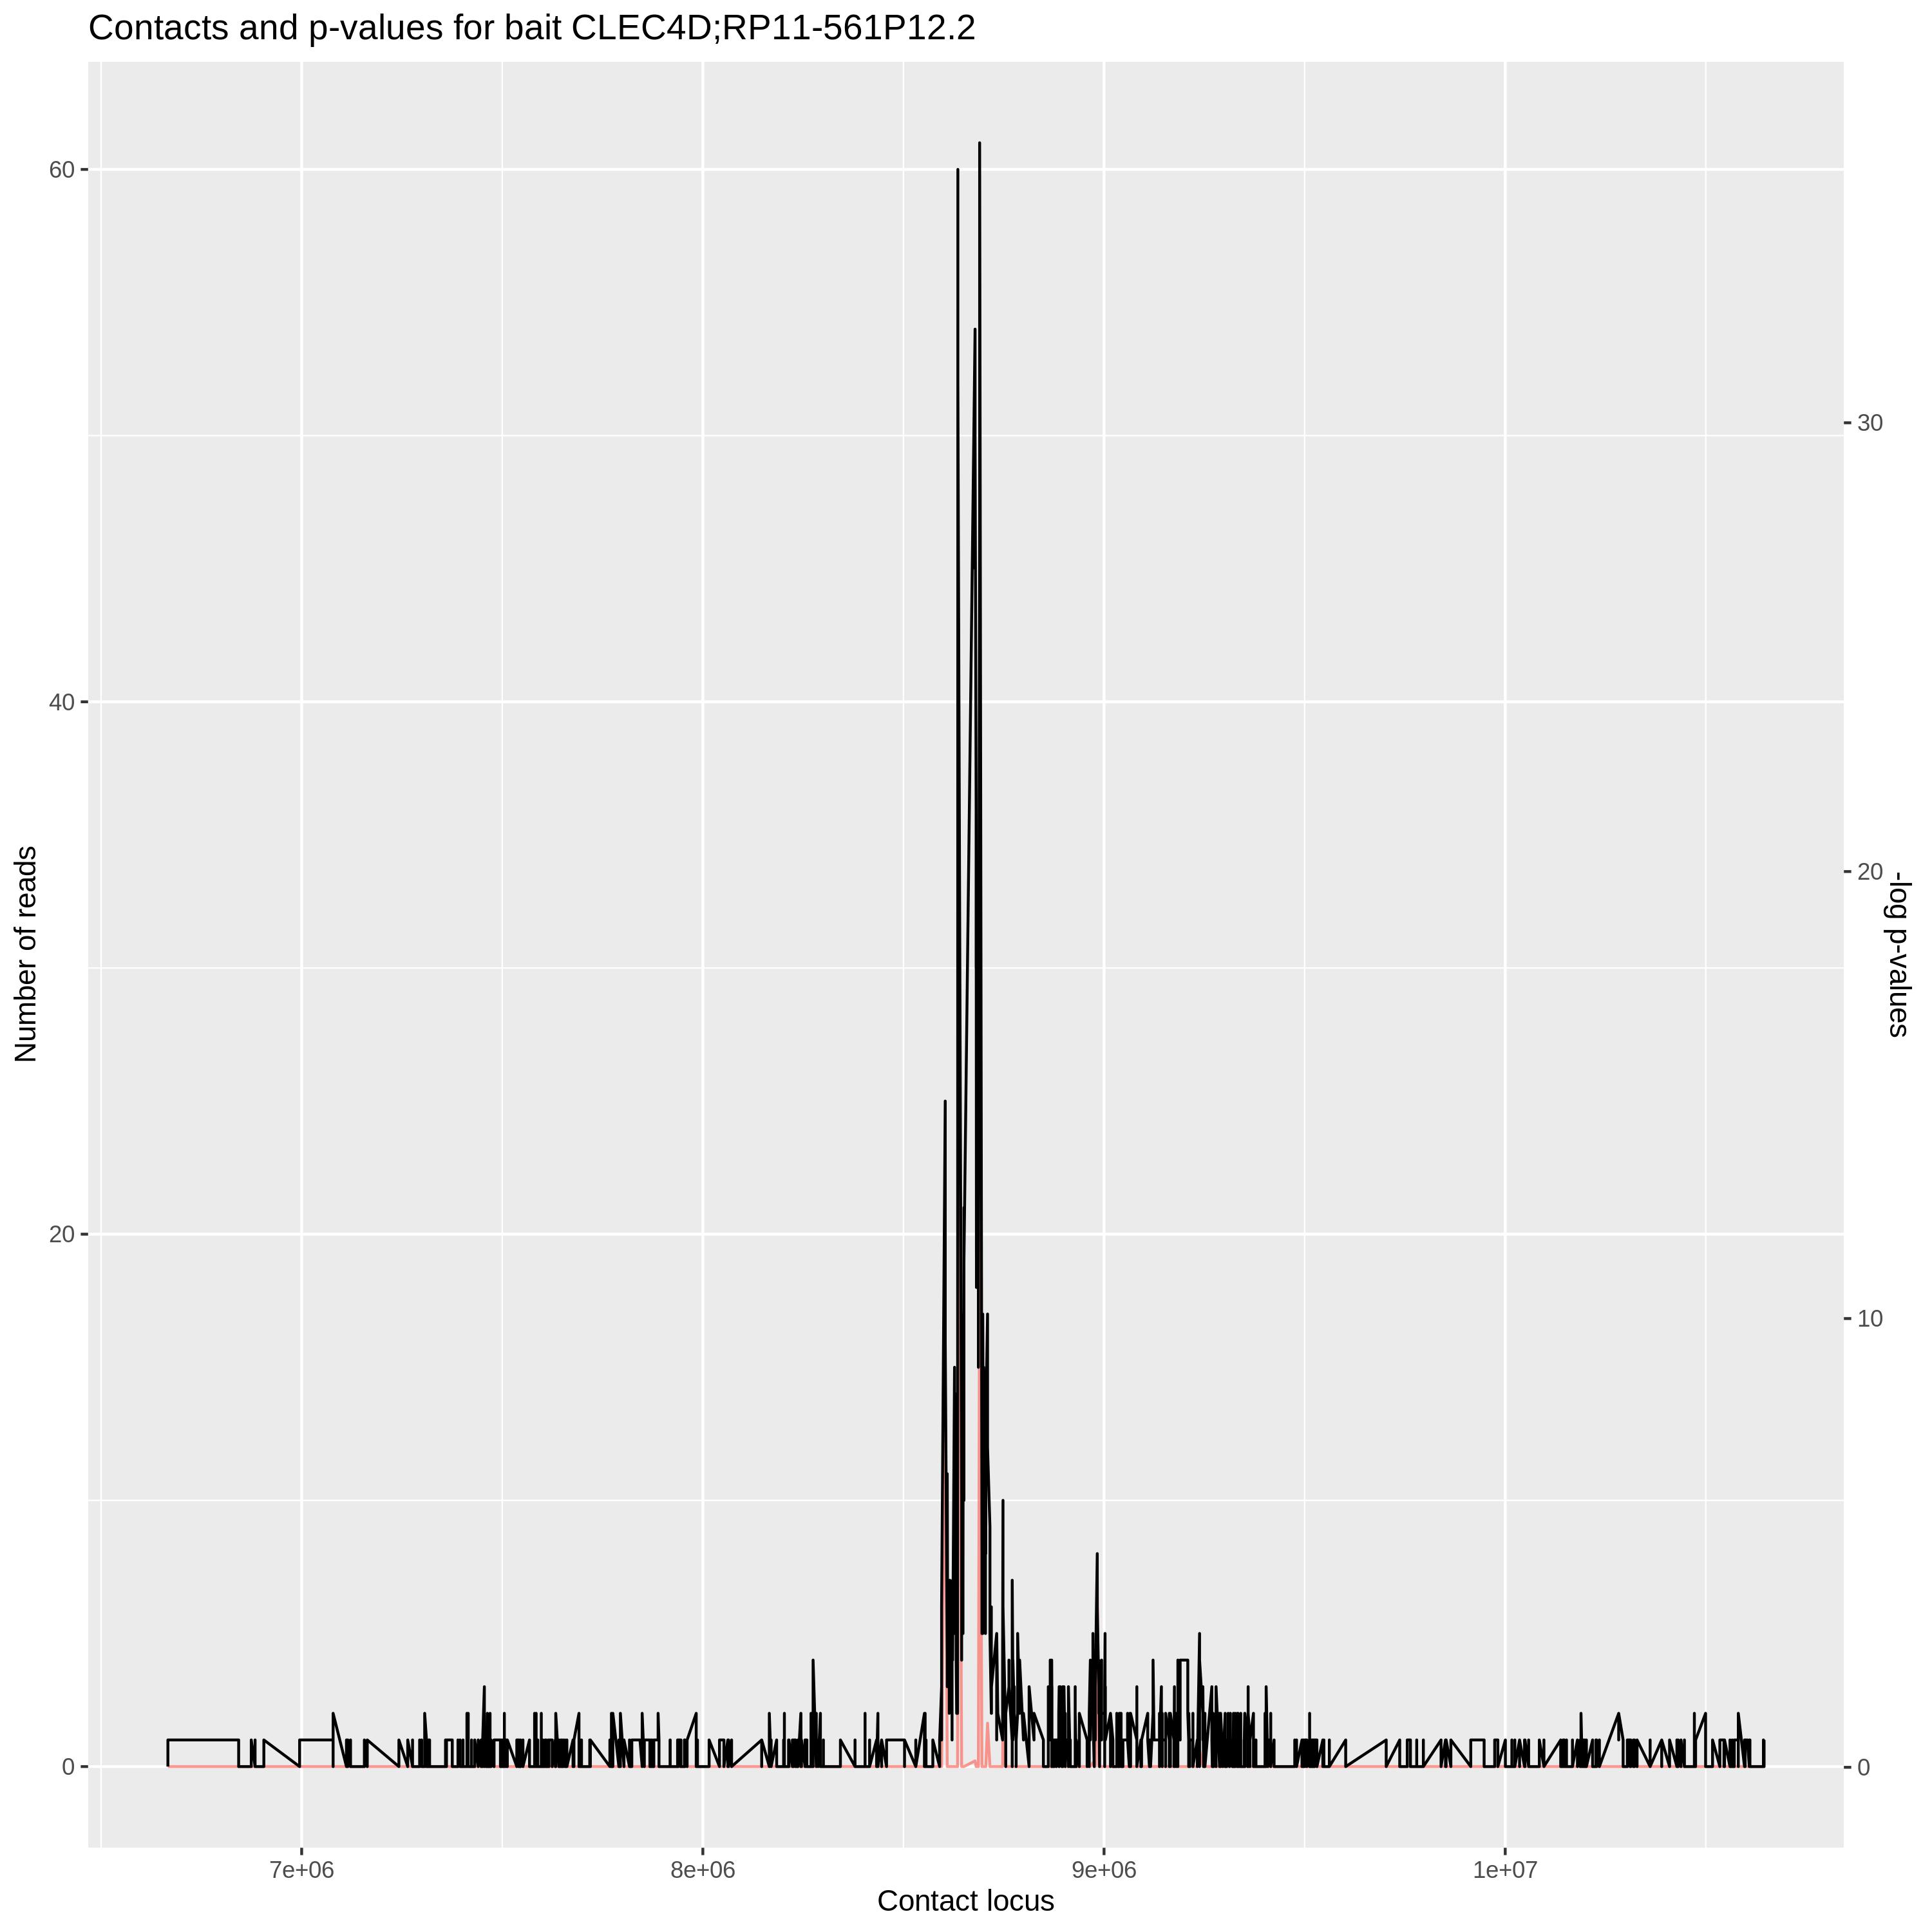 Contacts and p-values for bait CLEC4D;RP11-561P12.2
60
40
20
0
Number of reads
30
20
10
0
-log p-values
7e+06
8e+06
9e+06
1e+07
Contact locus